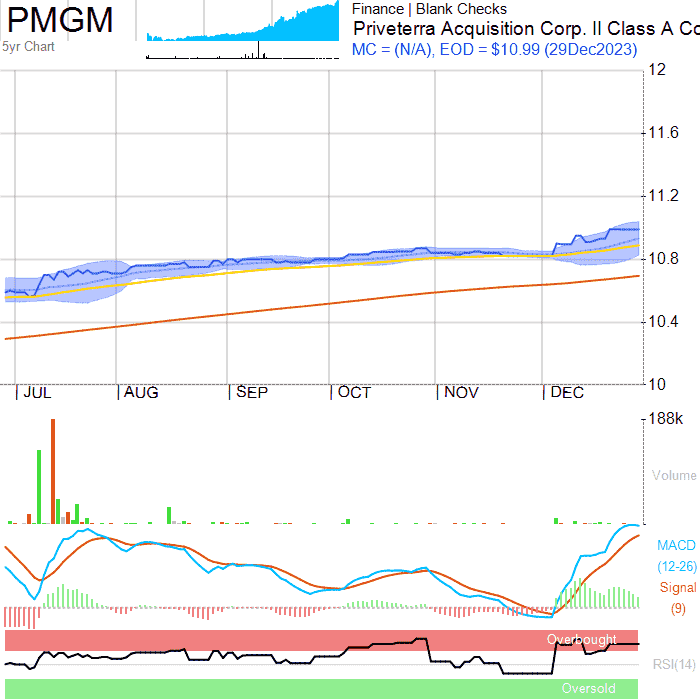 PMGM
5yr Chart
Finance | Blank Checks
Priveterra Acquisition Corp. II Class A Co
MC = (N/A), EOD = $10.99 (29Dec2023)
12
11.6
11.2
10.8
10.4
10
JUL AUG SEP OCT NOV DEC
188k
Volume
MACD
(12-26)
Signal
(9)
Overbought
RSI(14)
Oversold